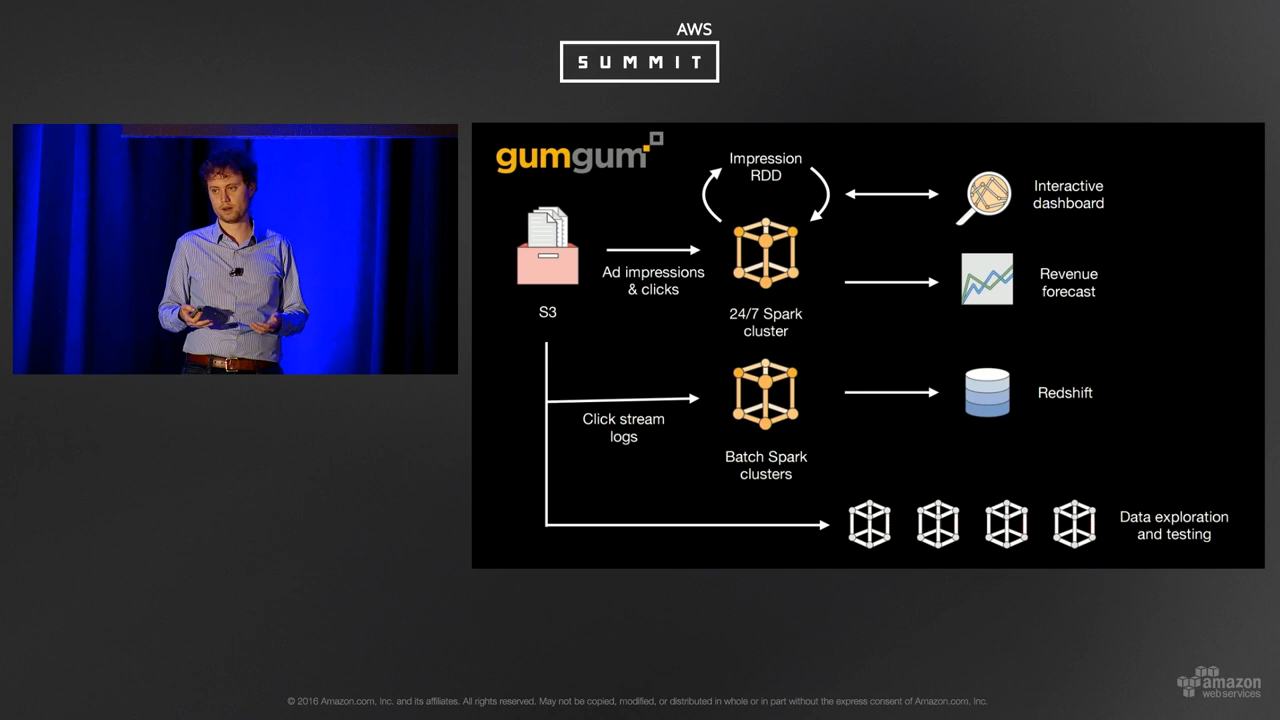 AWS
SUMMIT
gumgum
Impression
RDD
Interactive
dashboard
Ad impressions
& clicks
S3
24/7 Spark
cluster
Revenue
forecast
Click stream
logs
Batch Spark
clusters
Redshift
Data exploration
and testing
amazon
web services
© 2016 Amazon.com, Inc. and its affiliates. All rights reserved. May not be copied, modified, or distributed in whole or in part without the express consent of Amazon.com, Inc.